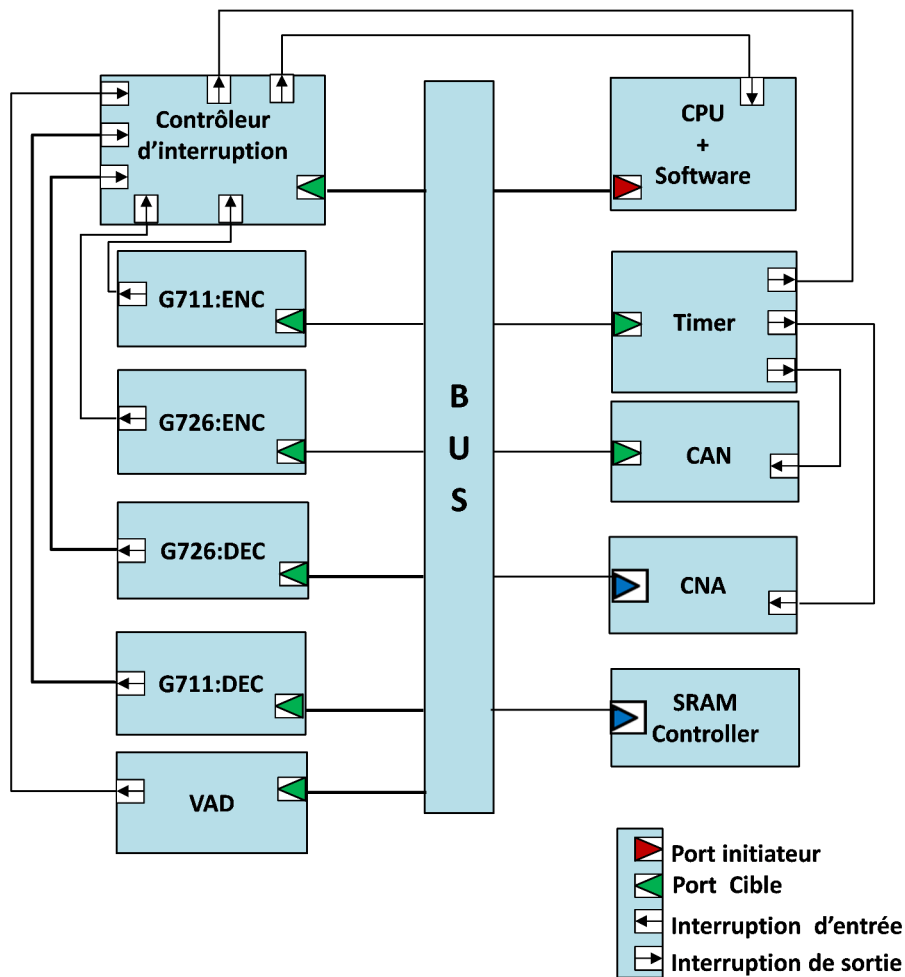 Contrôleur
d'interruption
CPU
+
Software
G711:ENC
Timer
G726:ENC
B
U
S
CAN
G726:DEC
CNA
G711:DEC
SRAM
Controller
VAD
Port initiateur
Port Cible
Interruption d'entrée
Interruption de sortie